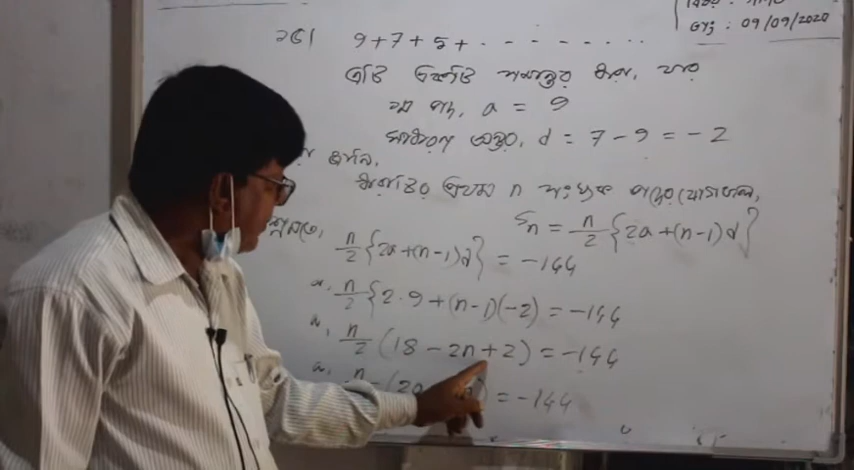 তাং : 09/09/2020
২৫। 9+7+5+ . - - - - . . . .
এটি একটি সমান্তর ধারা, যার
১ম পদ, a = 9
সাধারণ অন্তর, d = 7-9 = -2
ধারাটির প্রথম n সংখ্যক পদের যোগফল,
Sn = n/2 {2a+(n-1)d}
প্রশ্নমতে, n/2 {2a+(n-1)d} = -144
বা, n/2 {2.9+(n-1)(-2) = -144
বা, n/2 (18-2n+2) = -144
বা, = -144